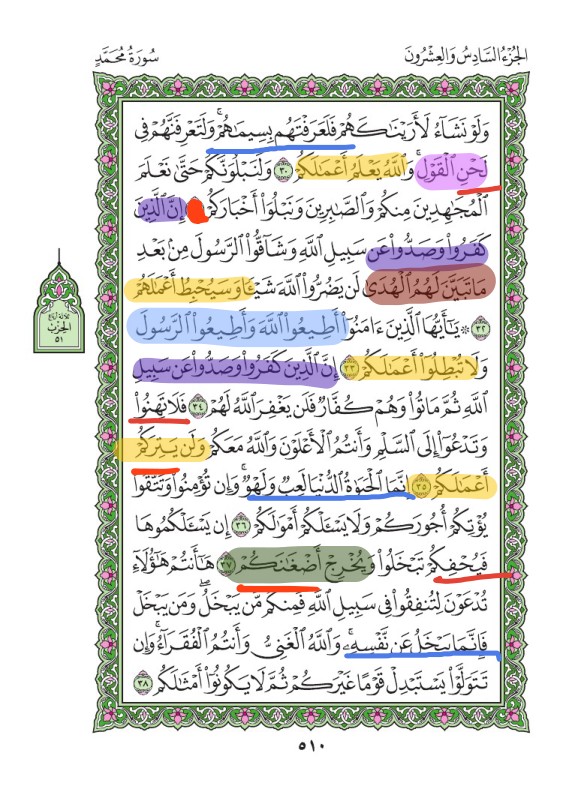 الجُزْءُ السَّادِسُ وَالعِشْرُونَ
سُورَةُ مُحَمَّدٍ
وَلَوْ نَشَآءُ لَأَرَيْنَٰكَهُمْ فَلَعَرَفْتَهُم بِسِيمَٰهُمْ ۚ وَلَتَعْرِفَنَّهُمْ فِى
لَحْنِ ٱلْقَوْلِ ۚ وَٱللَّهُ يَعْلَمُ أَعْمَٰلَكُمْ ٣٠ وَلَنَبْلُوَنَّكُمْ حَتَّىٰ نَعْلَمَ
ٱلْمُجَٰهِدِينَ مِنكُمْ وَٱلصَّٰبِرِينَ وَنَبْلُوَا۟ أَخْبَارَكُمْ إِنَّ ٱلَّذِينَ
كَفَرُوا۟ وَصَدُّوا۟ عَن سَبِيلِ ٱللَّهِ وَشَآقُّوا۟ ٱلرَّسُولَ مِنۢ بَعْدِ
مَا تَبَيَّنَ لَهُمُ ٱلْهُدَىٰ لَن يَضُرُّوا۟ ٱللَّهَ شَيْـًٔا وَسَيُحْبِطُ أَعْمَٰلَهُمْ
٣٢ ۞ يَٰٓأَيُّهَا ٱلَّذِينَ ءَامَنُوٓا۟ أَطِيعُوا۟ ٱللَّهَ وَأَطِيعُوا۟ ٱلرَّسُولَ
وَلَا تُبْطِلُوٓا۟ أَعْمَٰلَكُمْ ٣٣ إِنَّ ٱلَّذِينَ كَفَرُوا۟ وَصَدُّوا۟ عَن سَبِيلِ
ٱللَّهِ ثُمَّ مَاتُوا۟ وَهُمْ كُفَّارٌ فَلَن يَغْفِرَ ٱللَّهُ لَهُمْ ٣٤ فَلَا تَهِنُوا۟
وَتَدْعُوٓا۟ إِلَى ٱلسَّلْمِ وَأَنتُمُ ٱلْأَعْلَوْنَ وَٱللَّهُ مَعَكُمْ وَلَن يَتِرَكُمْ
أَعْمَٰلَكُمْ ٣٥ إِنَّمَا ٱلْحَيَوٰةُ ٱلدُّنْيَا لَعِبٌ وَلَهْوٌ ۚ وَإِن تُؤْمِنُوا۟ وَتَتَّقُوا۟
يُؤْتِكُمْ أُجُورَكُمْ وَلَا يَسْـَٔلْكُمْ أَمْوَٰلَكُمْ ٣٦ إِن يَسْـَٔلْكُمُوهَا
فَيُحْفِكُمْ تَبْخَلُوا۟ وَيُخْرِجْ أَضْغَٰنَكُمْ ٣٧ هَٰٓأَنتُمْ هَٰٓؤُلَآءِ
تُدْعَوْنَ لِتُنفِقُوا۟ فِى سَبِيلِ ٱللَّهِ فَمِنكُم مَّن يَبْخَلُ ۖ وَمَن يَبْخَلْ
فَإِنَّمَا يَبْخَلُ عَن نَّفْسِهِۦ ۚ وَٱللَّهُ ٱلْغَنِىُّ وَأَنتُمُ ٱلْفُقَرَآءُ ۚ وَإِن
تَتَوَلَّوْا۟ يَسْتَبْدِلْ قَوْمًا غَيْرَكُمْ ثُمَّ لَا يَكُونُوٓا۟ أَمْثَٰلَكُم ٣٨
ثلاثة أرباع
الحزب
٥١
٥١٠